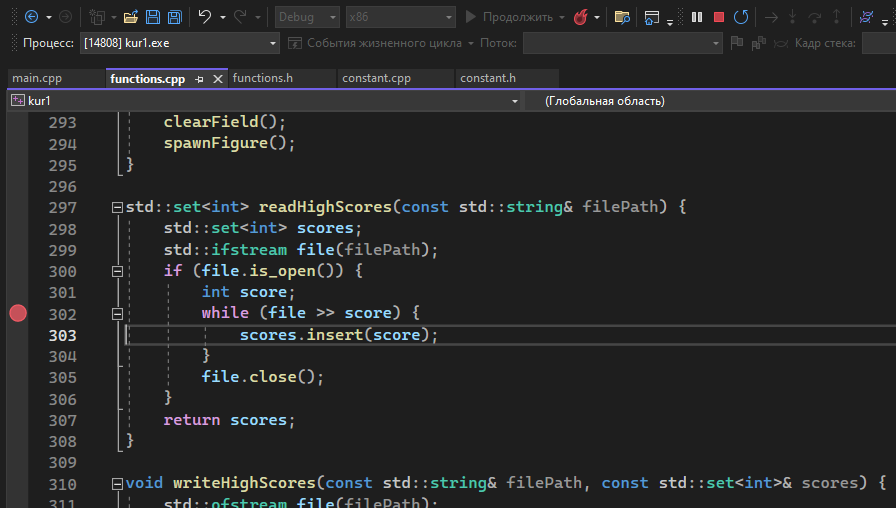 Debug x86 Продолжить
Процесс: [14808] kur1.exe События жизненного цикла Поток: Кадр стека:
main.cpp functions.cpp functions.h constant.cpp constant.h
kur1 (Глобальная область)
293 clearField();
294 spawnFigure();
295 }
296
297 std::set<int> readHighScores(const std::string& filePath) {
298 std::set<int> scores;
299 std::ifstream file(filePath);
300 if (file.is_open()) {
301 int score;
302 while (file >> score) {
303 scores.insert(score);
304 }
305 file.close();
306 }
307 return scores;
308 }
309
310 void writeHighScores(const std::string& filePath, const std::set<int>& scores) {
311 std::ofstream file(filePath);